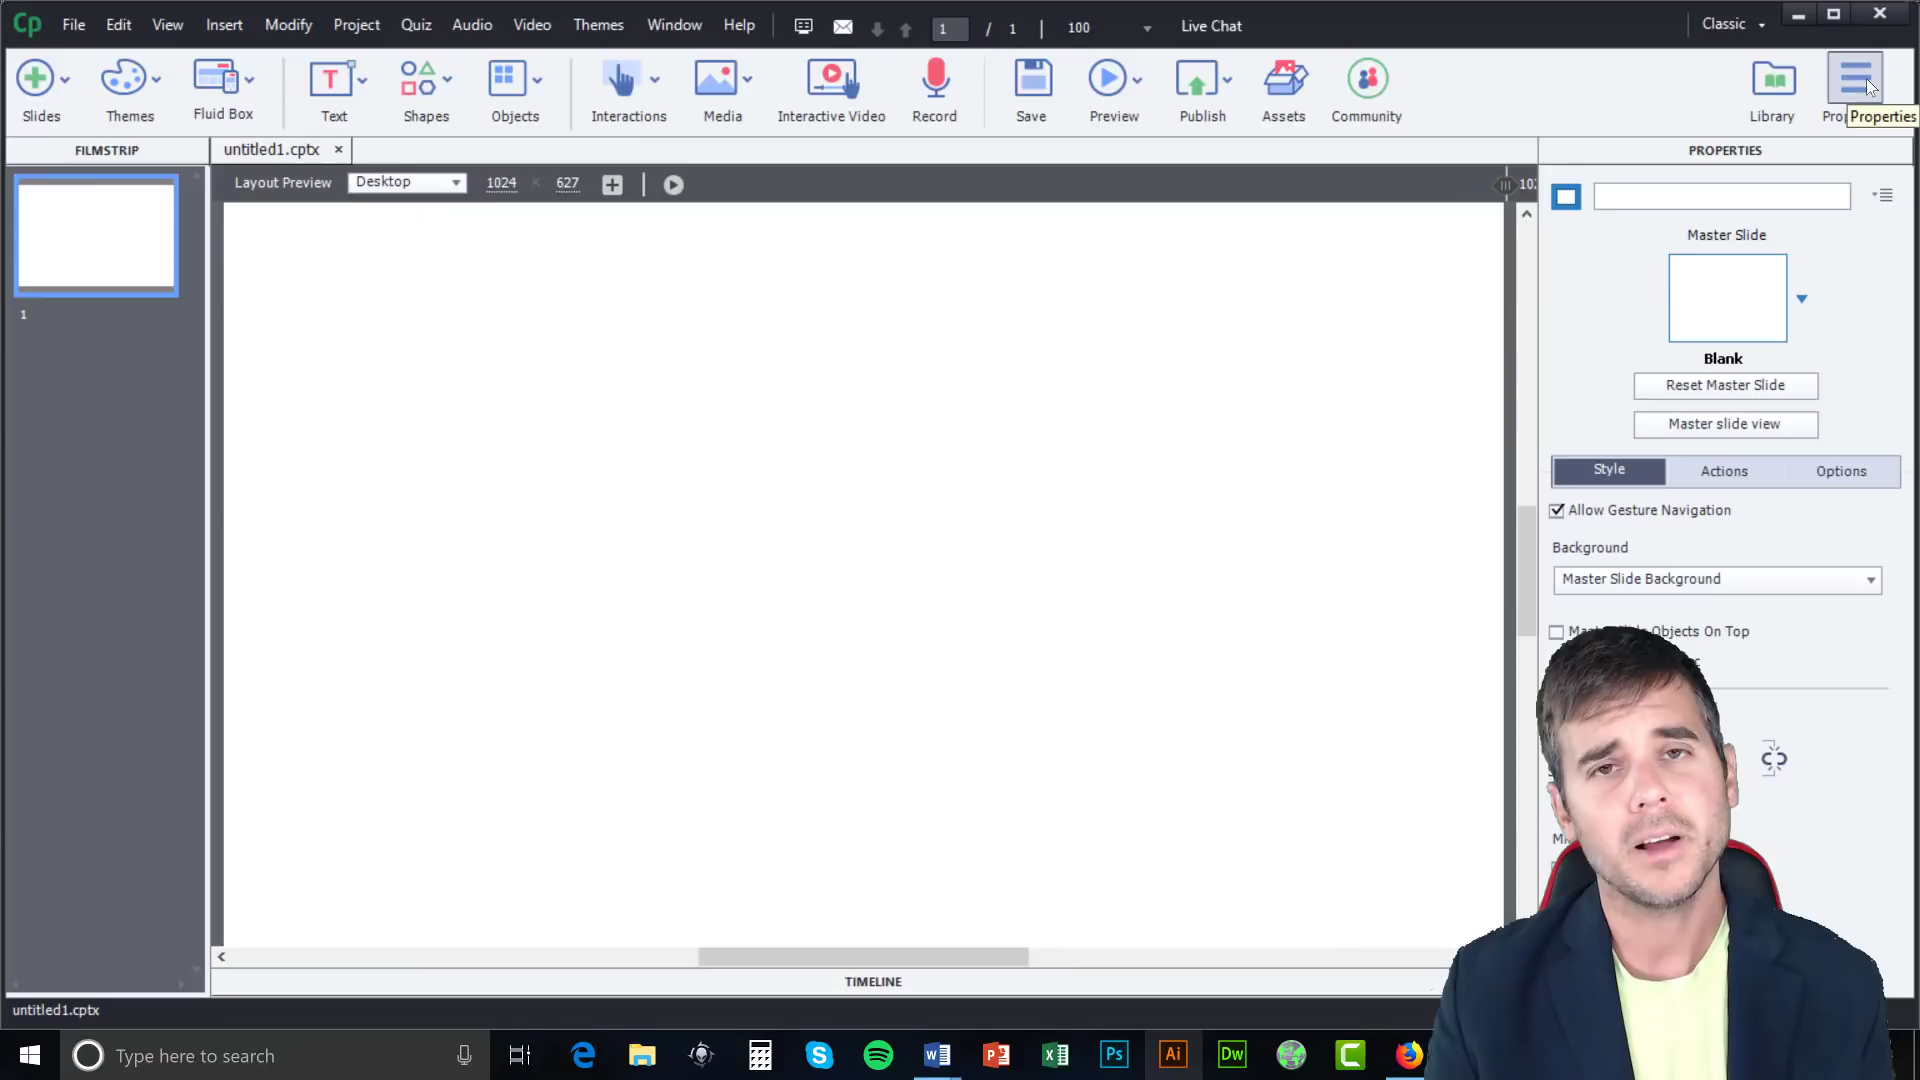 Cp File Edit View Insert Modify Project Quiz Audio Video Themes Window Help 1 / 1 100 Live Chat Classic
Slides Themes Fluid Box Text Shapes Objects Interactions Media Interactive Video Record Save Preview Publish Assets Community Library
Properties
FILMSTRIP
untitled1.cptx
PROPERTIES
Layout Preview Desktop 1024 × 627
1
Master Slide
Blank
Reset Master Slide
Master slide view
Style Actions Options
Allow Gesture Navigation
Background
Master Slide Background
Objects On Top
TIMELINE
untitled1.cptx
Type here to search
Ps Ai Dw